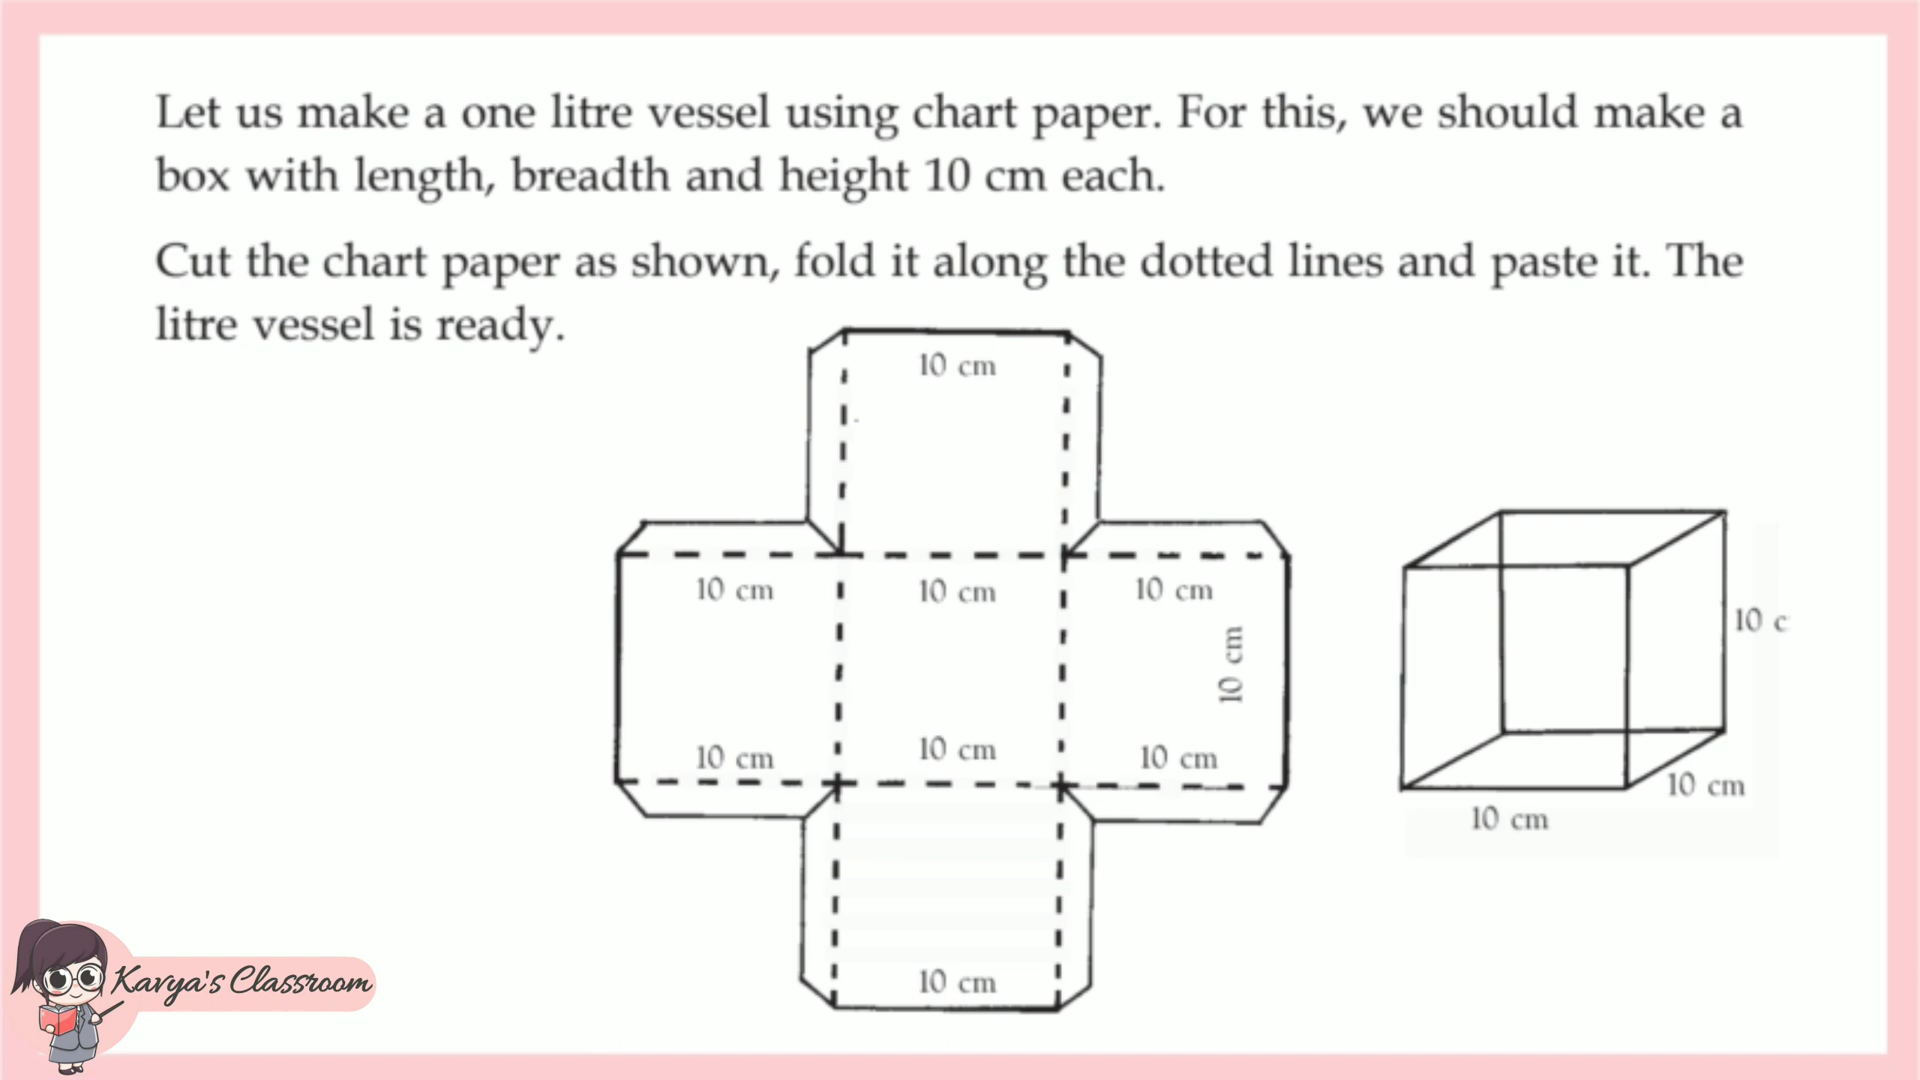 Let us make a one litre vessel using chart paper. For this, we should make a
box with length, breadth and height 10 cm each.
Cut the chart paper as shown, fold it along the dotted lines and paste it. The
litre vessel is ready.
10 cm
10 cm
10 cm
10 cm
10 cm
10 cm
10 cm
10 cm
10 cm
10 c
10 cm
10 cm
Karya's Classroom